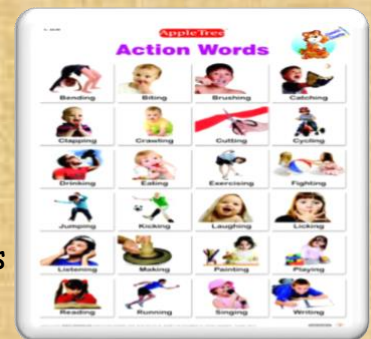 AppleTree
Action Words
Bending Biting Brushing Catching
Clapping Crawling Cutting Cycling
Drinking Eating Exercising Fighting
Jumping Kicking Laughing Licking
Listening Making Painting Playing
Reading Running Singing Writing